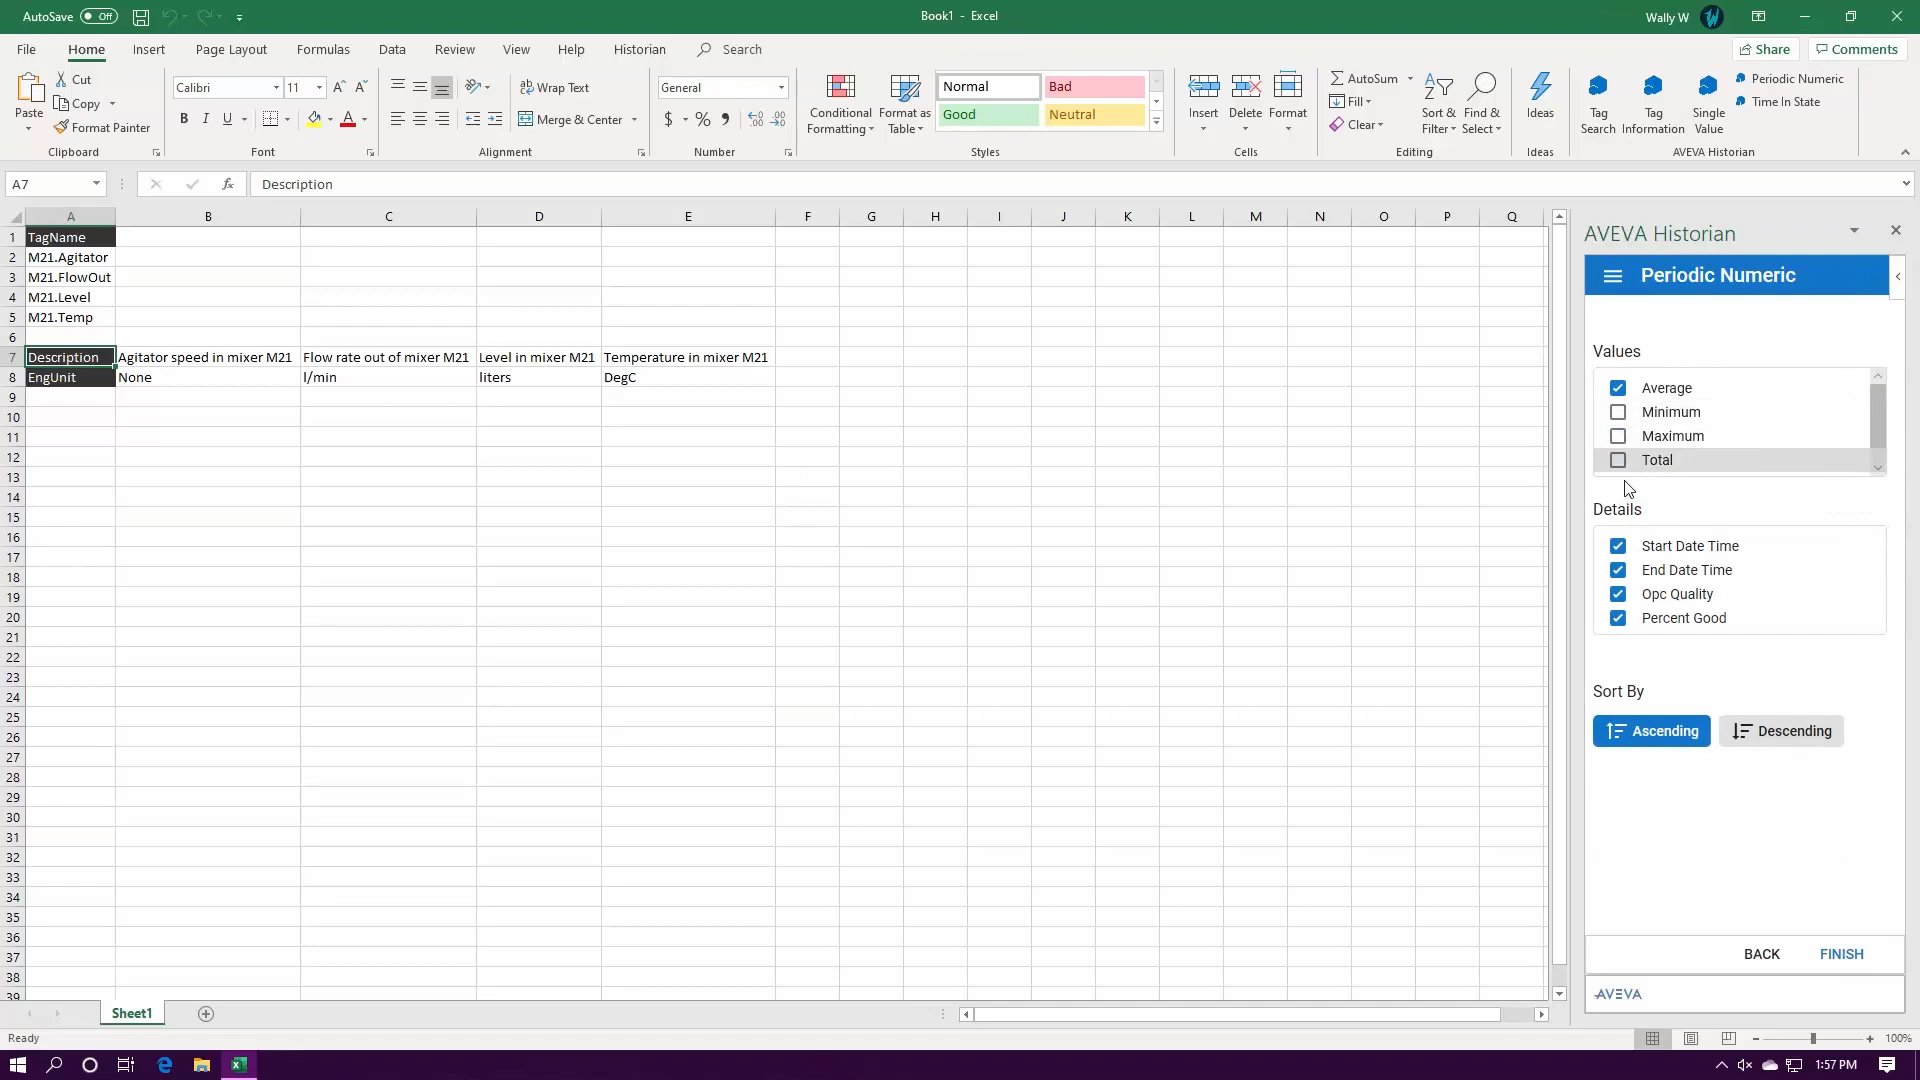 AutoSave Off
Book1 - Excel
Wally W
File Home Insert Page Layout Formulas Data Review View Help Historian Search
Share Comments
Paste
Cut
Copy
Format Painter
Clipboard
Calibri 11
B I U
Font
Wrap Text
Merge & Center
Alignment
General
$ % 9
Number
Conditional Formatting
Format as Table
Normal Bad
Good Neutral
Styles
Insert Delete Format
Cells
AutoSum
Fill
Clear
Sort & Filter
Find & Select
Editing
Ideas
Ideas
Tag Search
Tag Information
Single Value
Periodic Numeric
Time In State
AVEVA Historian
A7
fx
Description
A B C D E F G H I J K L M N O P Q
1 TagName
2 M21.Agitator
3 M21.FlowOut
4 M21.Level
5 M21.Temp
6
7 Description Agitator speed in mixer M21 Flow rate out of mixer M21 Level in mixer M21 Temperature in mixer M21
8 EngUnit None l/min liters DegC
9
10
11
12
13
14
15
16
17
18
19
20
21
22
23
24
25
26
27
28
29
30
31
32
33
34
35
36
37
38
39
AVEVA Historian
Periodic Numeric
Values
Average
Minimum
Maximum
Total
Details
Start Date Time
End Date Time
Opc Quality
Percent Good
Sort By
Ascending Descending
BACK FINISH
AVEVA
Sheet1
Ready
100%
1:57 PM